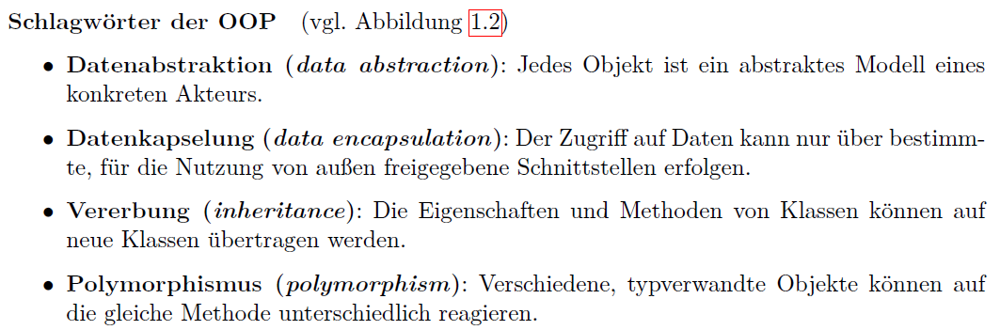 Schlagwörter der OOP (vgl. Abbildung 1.2)
• Datenabstraktion (data abstraction): Jedes Objekt ist ein abstraktes Modell eines
konkreten Akteurs.
• Datenkapselung (data encapsulation): Der Zugriff auf Daten kann nur über bestimm-
te, für die Nutzung von außen freigegebene Schnittstellen erfolgen.
• Vererbung (inheritance): Die Eigenschaften und Methoden von Klassen können auf
neue Klassen übertragen werden.
• Polymorphismus (polymorphism): Verschiedene, typverwandte Objekte können auf
die gleiche Methode unterschiedlich reagieren.